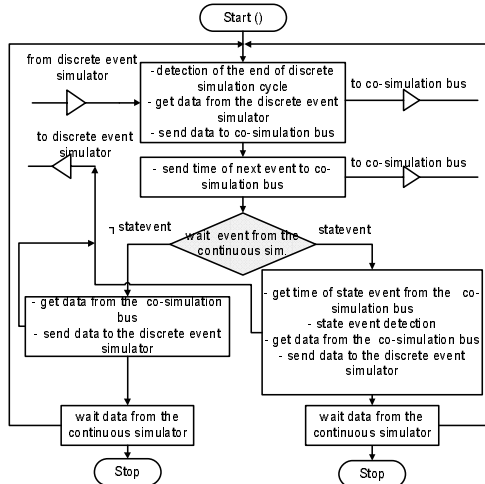 Start ()
from discrete event
simulator
- detection of the end of discrete
simulation cycle
- get data from the discrete event
simulator
- send data to co-simulation bus
to co-simulation bus
to discrete event
simulator
- send time of next event to co-
simulation bus
to co-simulation bus
¬ statevent
wait event from the
continuous sim.
statevent
- get data from the co-simulation
bus
- send data to the discrete event
simulator
- get time of state event from the co-
simulation bus
- state event detection
- get data from the co-simulation bus
- send data to the discrete event
simulator
wait data from the
continuous simulator
wait data from the
continuous simulator
Stop
Stop